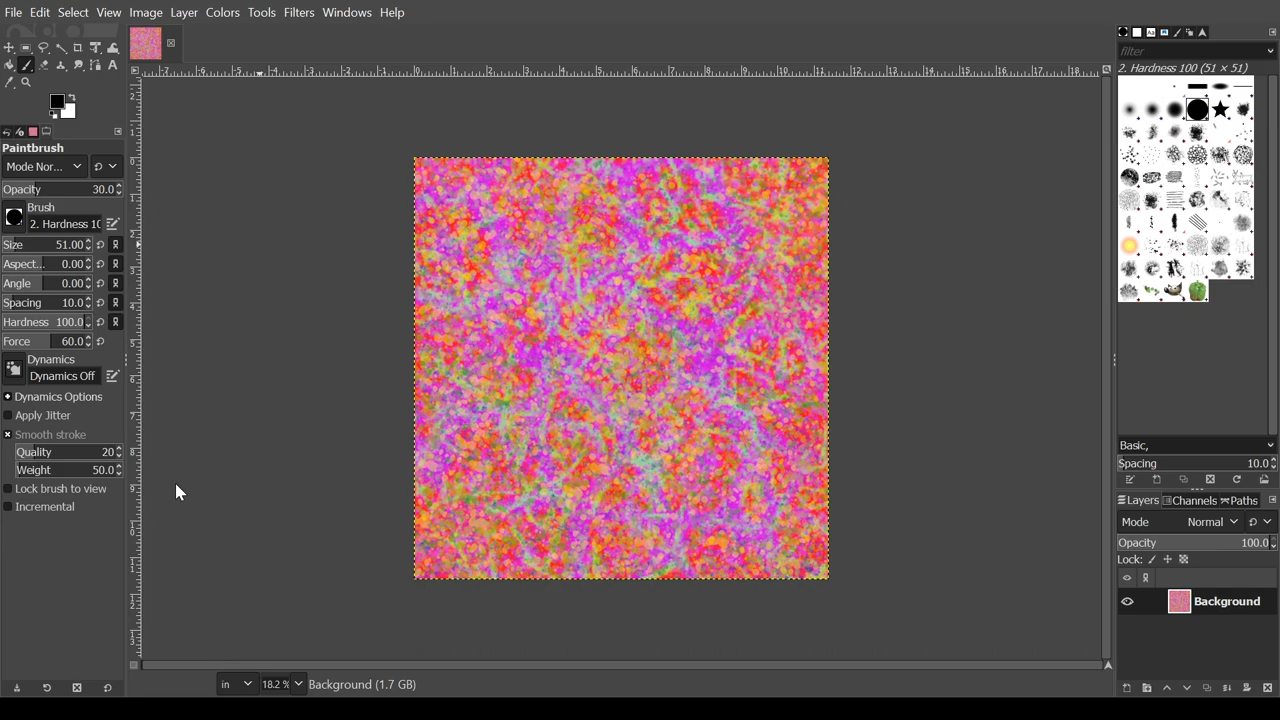 File Edit Select View Image Layer Colors Tools Filters Windows Help
filter
2. Hardness 100 (51 × 51)
Paintbrush
Mode Nor...
Opacity 30.0
Brush
2. Hardness 10
Size 51.00
Aspect... 0.00
Angle 0.00
Spacing 10.0
Hardness 100.0
Force 60.0
Dynamics
Dynamics Off
Dynamics Options
Apply Jitter
Smooth stroke
Quality 20
Weight 50.0
Lock brush to view
Incremental
Basic,
Spacing 10.0
Layers Channels Paths
Mode Normal
Opacity 100.0
Lock:
Background
in 18.2 % Background (1.7 GB)